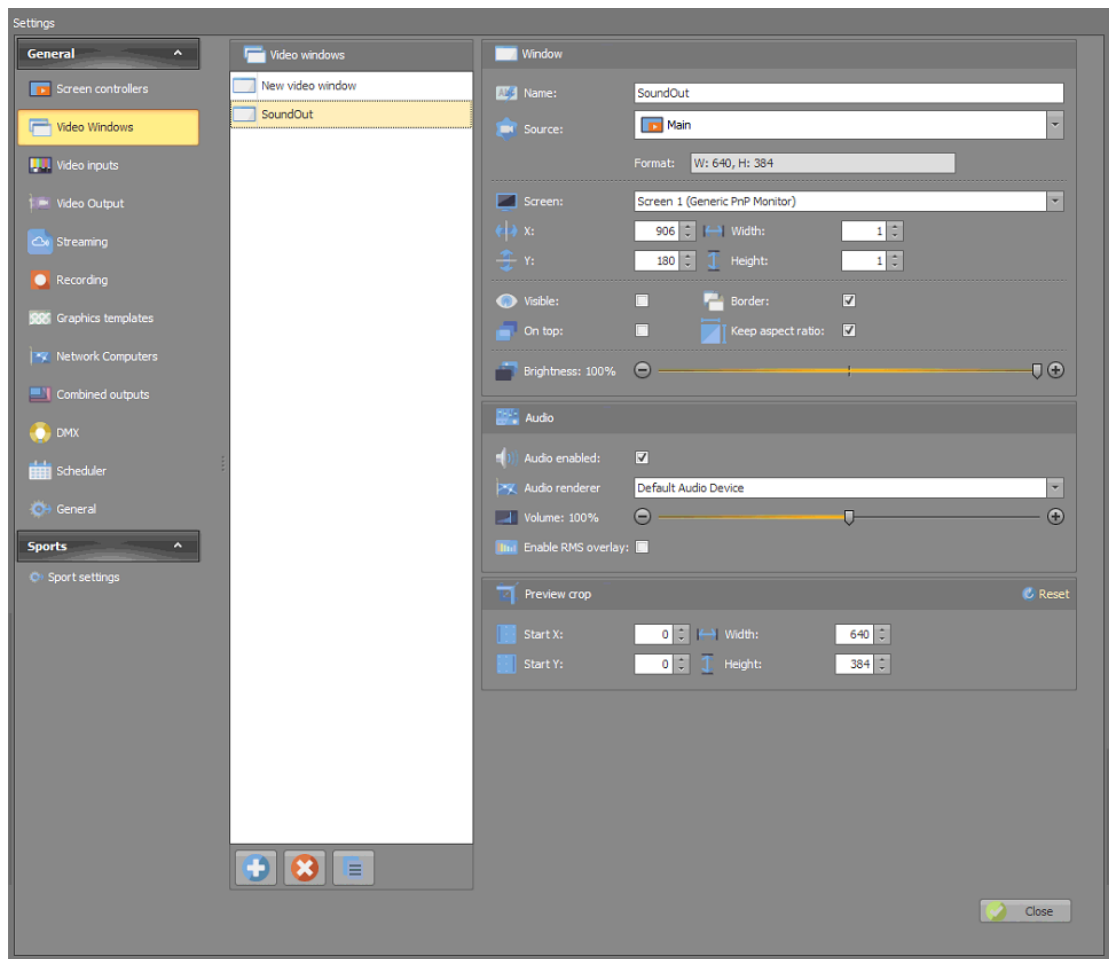 Settings
General
Screen controllers
Video Windows
Video inputs
Video Output
Streaming
Recording
Graphics templates
Network Computers
Combined outputs
DMX
Scheduler
General
Sports
Sport settings
Video windows
New video window
SoundOut
Window
Name: SoundOut
Source: Main
Format: W: 640, H: 384
Screen: Screen 1 (Generic PnP Monitor)
X: 906 Width: 1
Y: 180 Height: 1
Visible: Border:
On top: Keep aspect ratio:
Brightness: 100%
Audio
Audio enabled:
Audio renderer Default Audio Device
Volume: 100%
Enable RMS overlay:
Preview crop Reset
Start X: 0 Width: 640
Start Y: 0 Height: 384
Close